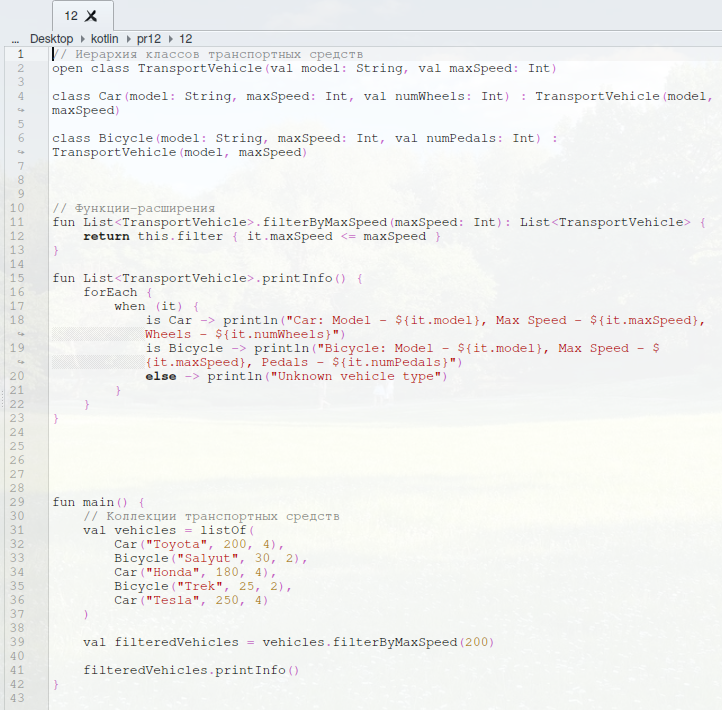 12
... Desktop kotlin pr12 12
1 // Иерархия классов транспортных средств
2 open class TransportVehicle(val model: String, val maxSpeed: Int)
3
4 class Car(model: String, maxSpeed: Int, val numWheels: Int) : TransportVehicle(model,
maxSpeed)
5
6 class Bicycle(model: String, maxSpeed: Int, val numPedals: Int) :
TransportVehicle(model, maxSpeed)
7
8
9
10 // Функции-расширения
11 fun List<TransportVehicle>.filterByMaxSpeed(maxSpeed: Int): List<TransportVehicle> {
12 return this.filter { it.maxSpeed <= maxSpeed }
13 }
14
15 fun List<TransportVehicle>.printInfo() {
16 forEach {
17 when (it) {
18 is Car -> println("Car: Model - ${it.model}, Max Speed - ${it.maxSpeed},
Wheels - ${it.numWheels}")
19 is Bicycle -> println("Bicycle: Model - ${it.model}, Max Speed - $
{it.maxSpeed}, Pedals - ${it.numPedals}")
20 else -> println("Unknown vehicle type")
21 }
22 }
23 }
24
25
26
27
28
29 fun main() {
30 // Коллекции транспортных средств
31 val vehicles = listOf(
32 Car("Toyota", 200, 4),
33 Bicycle("Salyut", 30, 2),
34 Car("Honda", 180, 4),
35 Bicycle("Trek", 25, 2),
36 Car("Tesla", 250, 4)
37 )
38
39 val filteredVehicles = vehicles.filterByMaxSpeed(200)
40
41 filteredVehicles.printInfo()
42 }
43